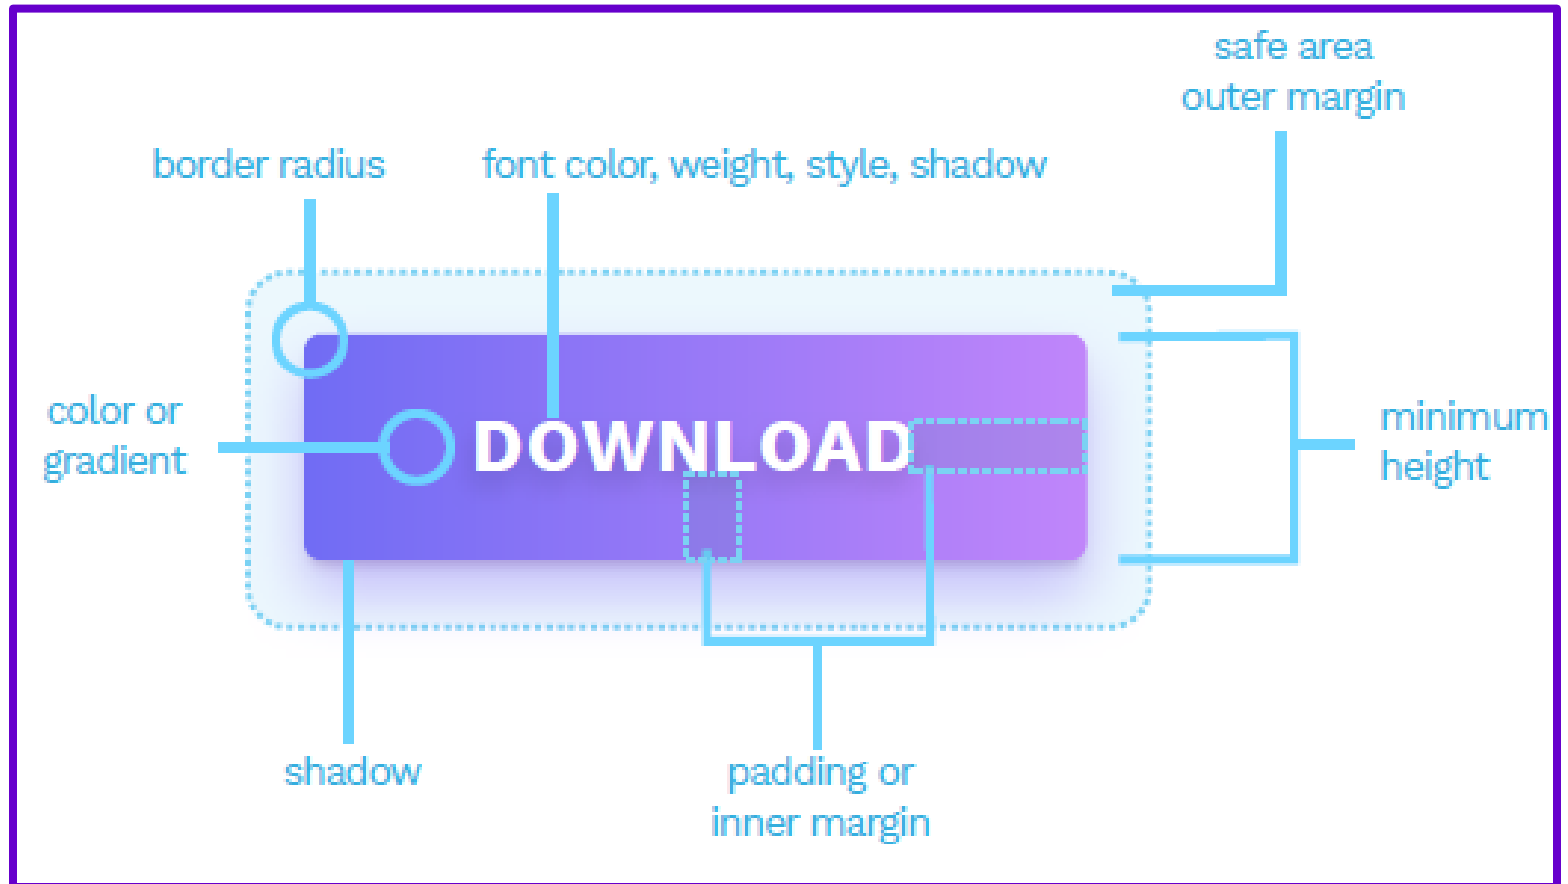 safe area
outer margin
border radius
font color, weight, style, shadow
color or
gradient
DOWNLOAD
minimum
height
shadow
padding or
inner margin